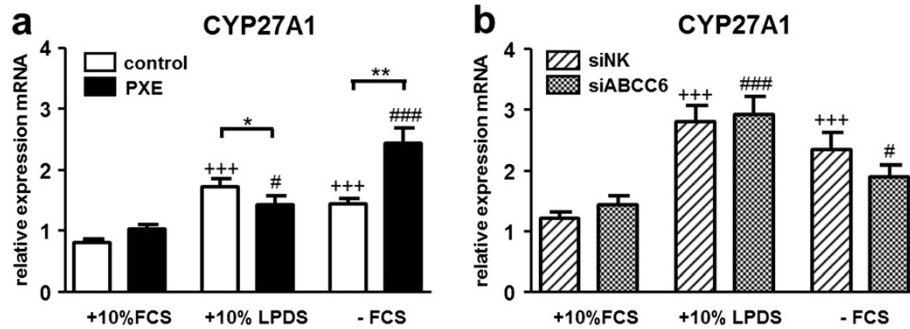 a
CYP27A1
relative expression mRNA
4
3
2
1
0
control
PXE
*
**
+++
#
+++
###
+10%FCS
+10% LPDS
- FCS
b
CYP27A1
relative expression mRNA
4
3
2
1
0
siNK
siABCC6
+++
###
+++
#
+10%FCS
+10% LPDS
- FCS